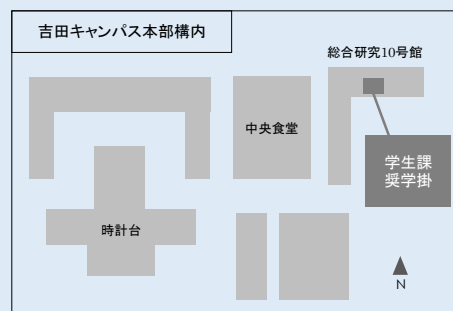 吉田キャンパス本部構内
総合研究10号館
中央食堂
学生課
奨学掛
時計台
N